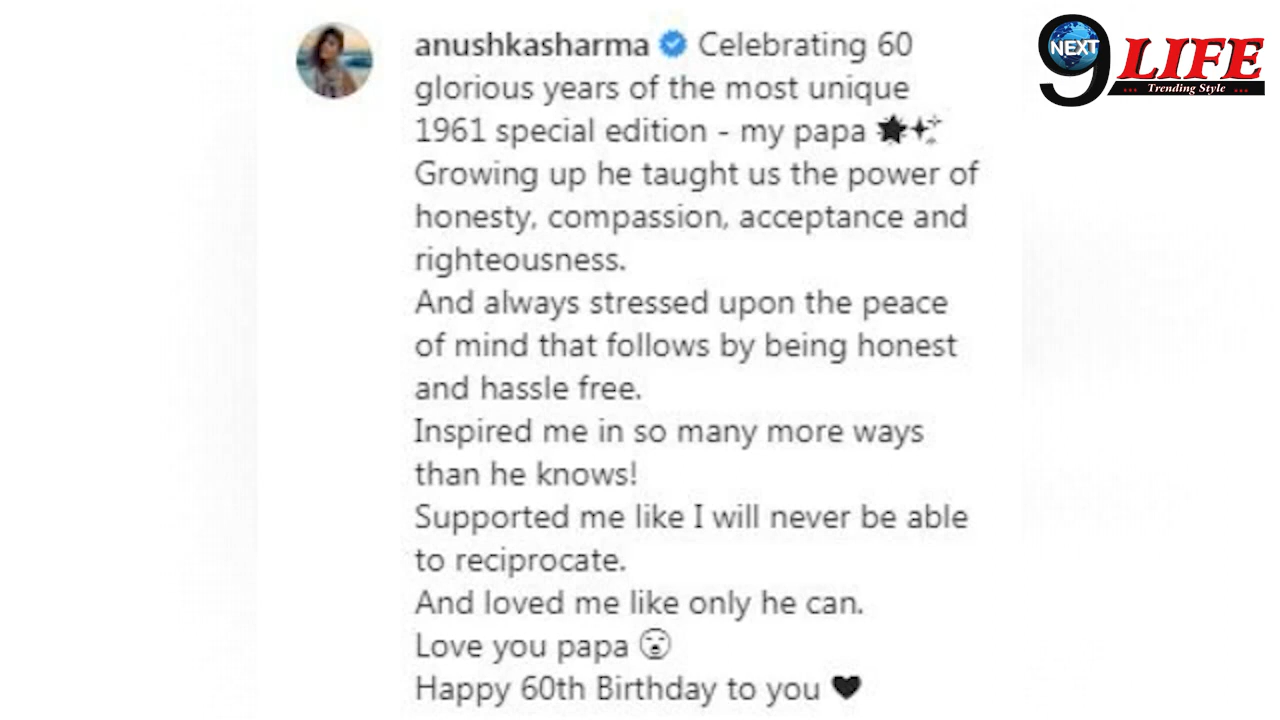 anushkasharma Celebrating 60
glorious years of the most unique
1961 special edition - my papa
Growing up he taught us the power of
honesty, compassion, acceptance and
righteousness.
And always stressed upon the peace
of mind that follows by being honest
and hassle free.
Inspired me in so many more ways
than he knows!
Supported me like I will never be able
to reciprocate.
And loved me like only he can.
Love you papa
Happy 60th Birthday to you
NEXT
9 LIFE
... Trending Style ...